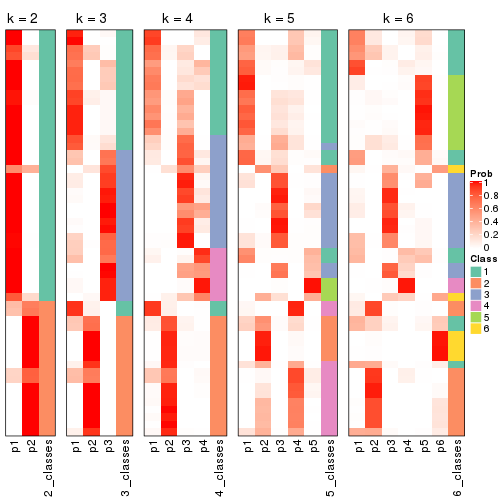 k = 2
k = 3
k = 4
k = 5
k = 6
Prob
1
0.8
0.6
0.4
0.2
0
Class
1
2
3
4
5
6
p1
p2
2_classes
p1
p2
p3
3_classes
p1
p2
p3
p4
4_classes
p1
p2
p3
p4
p5
5_classes
p1
p2
p3
p4
p5
p6
6_classes